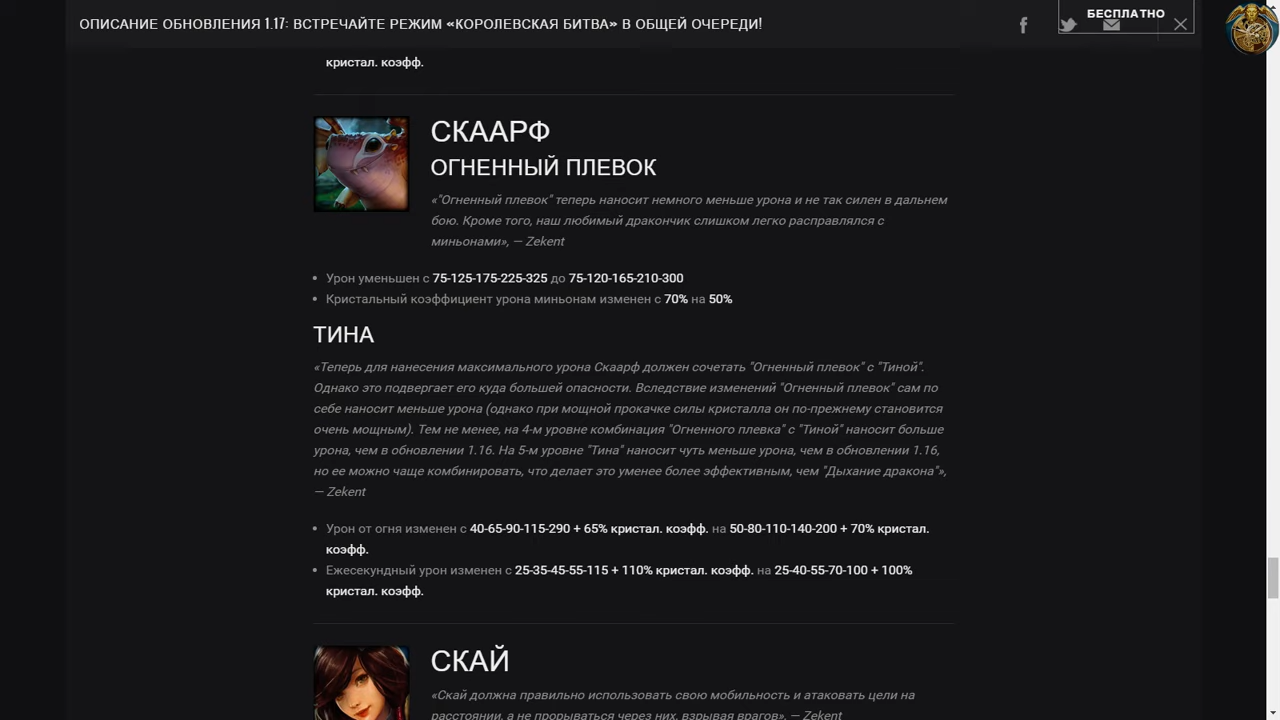 ОПИСАНИЕ ОБНОВЛЕНИЯ 1.17: ВСТРЕЧАЙТЕ РЕЖИМ «КОРОЛЕВСКАЯ БИТВА» В ОБЩЕЙ ОЧЕРЕДИ!
БЕСПЛАТНО
кристал. коэфф.
СКААРФ
ОГНЕННЫЙ ПЛЕВОК
«"Огненный плевок" теперь наносит немного меньше урона и не так силен в дальнем
бою. Кроме того, наш любимый дракончик слишком легко расправлялся с
миньонами», — Zekent
• Урон уменьшен с 75-125-175-225-325 до 75-120-165-210-300
• Кристальный коэффициент урона миньонам изменен с 70% на 50%
ТИНА
«Теперь для нанесения максимального урона Скаарф должен сочетать "Огненный плевок" с "Тиной".
Однако это подвергает его куда большей опасности. Вследствие изменений "Огненный плевок" сам по
себе наносит меньше урона (однако при мощной прокачке силы кристалла он по-прежнему становится
очень мощным). Тем не менее, на 4-м уровне комбинация "Огненного плевка" с "Тиной" наносит больше
урона, чем в обновлении 1.16. На 5-м уровне "Тина" наносит чуть меньше урона, чем в обновлении 1.16,
но ее можно чаще комбинировать, что делает это умение более эффективным, чем "Дыхание дракона"»,
— Zekent
• Урон от огня изменен с 40-65-90-115-290 + 65% кристал. коэфф. на 50-80-110-140-200 + 70% кристал.
коэфф.
• Ежесекундный урон изменен с 25-35-45-55-115 + 110% кристал. коэфф. на 25-40-55-70-100 + 100%
кристал. коэфф.
СКАЙ
«Скай должна правильно использовать свою мобильность и атаковать цели на
расстоянии, а не прорываться через них, взрывая врагов», — Zekent